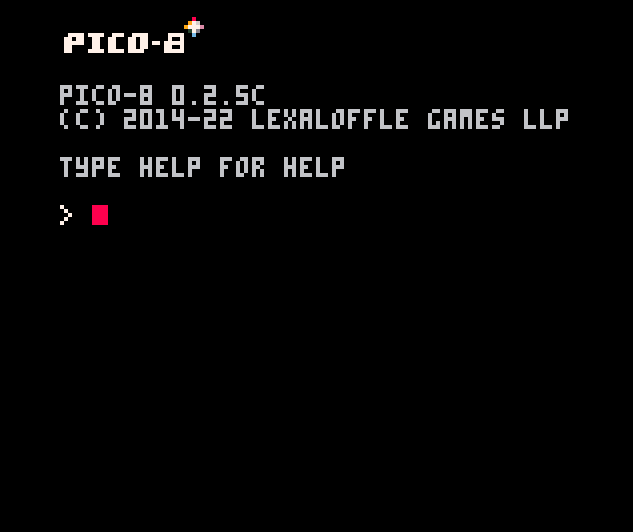 PICO-8
PICO-8 0.2.5C
(C) 2014-22 LEXALOFFLE GAMES LLP
TYPE HELP FOR HELP
>